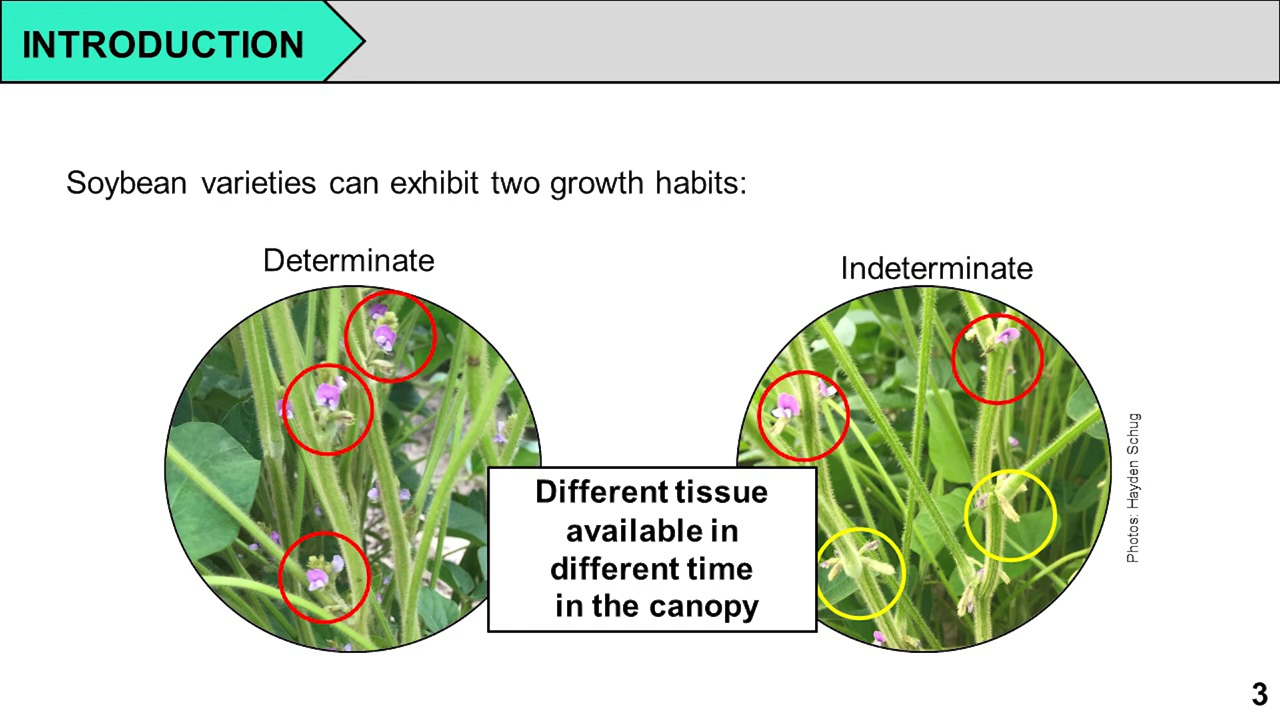 INTRODUCTION
Soybean varieties can exhibit two growth habits:
Determinate
Indeterminate
Different tissue
available in
different time
in the canopy
Photos: Hayden Schug
3